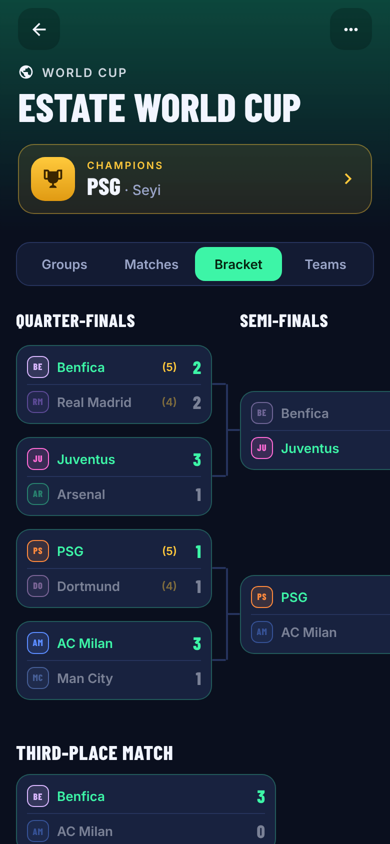 WORLD CUP
ESTATE WORLD CUP
CHAMPIONS
PSG · Seyi
Groups Matches Bracket Teams
QUARTER-FINALS
BE Benfica (5) 2
RM Real Madrid (4) 2
JU Juventus 3
AR Arsenal 1
PS PSG (5) 1
DO Dortmund (4) 1
AM AC Milan 3
MC Man City 1
SEMI-FINALS
BE Benfica
JU Juventus
PS PSG
AM AC Milan
THIRD-PLACE MATCH
BE Benfica 3
AM AC Milan 0